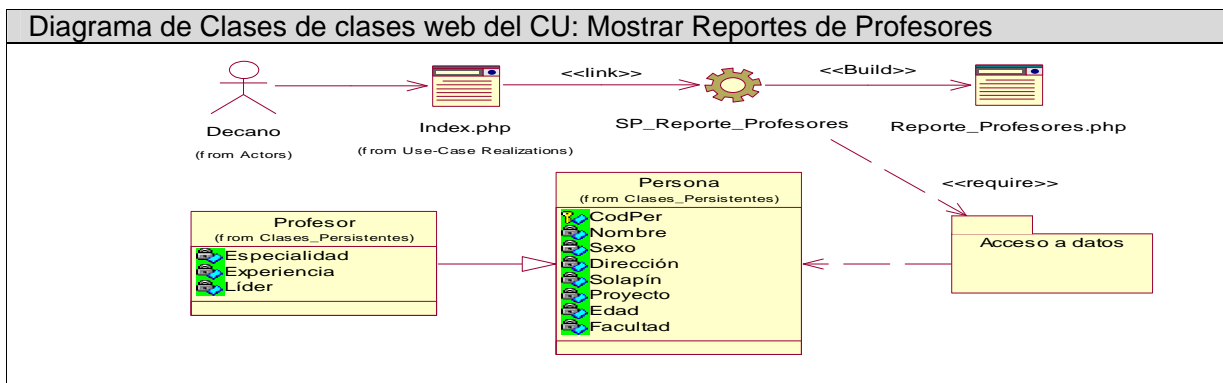 Diagrama de Clases de clases web del CU: Mostrar Reportes de Profesores
<<link>>
<<Build>>
Decano
(from Actors)
Index.php
(from Use-Case Realizations)
SP_Reporte_Profesores
Reporte_Profesores.php
<<require>>
Profesor
(from Clases_Persistentes)
Especialidad
Experiencia
Líder
Persona
(from Clases_Persistentes)
CodPer
Nombre
Sexo
Dirección
Solapín
Proyecto
Edad
Facultad
Acceso a datos